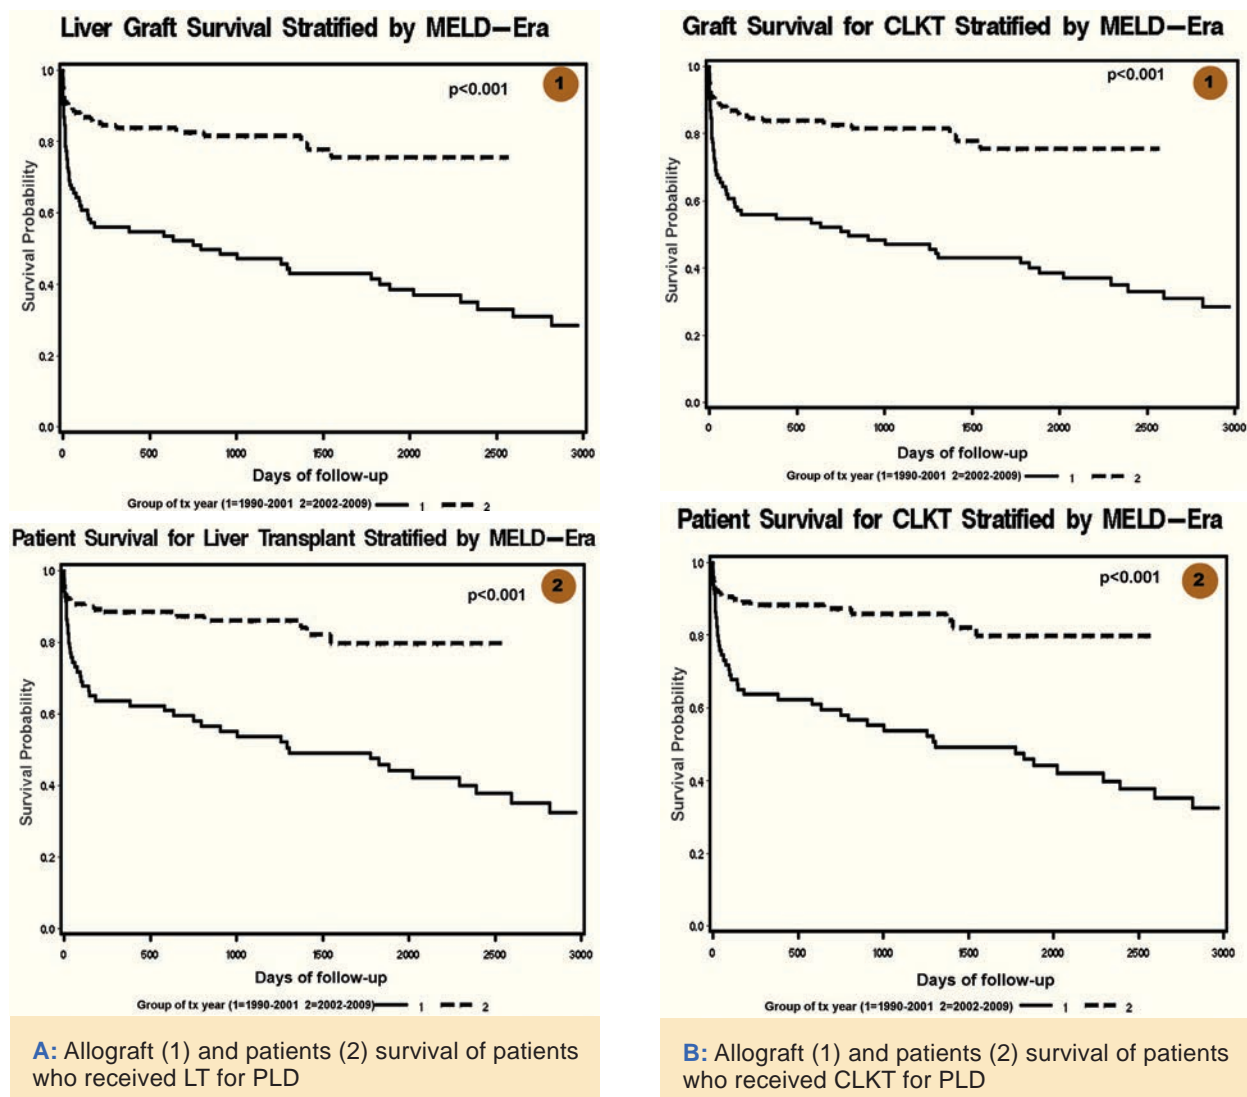 Liver Graft Survival Stratified by MELD—Era
1
p<0.001
Survival Probability
1.0
0.8
0.6
0.4
0.2
0.0
0 500 1000 1500 2000 2500 3000
Days of follow-up
Group of tx year (1=1990-2001 2=2002-2009) 1 2
Patient Survival for Liver Transplant Stratified by MELD—Era
2
p<0.001
Survival Probability
1.0
0.8
0.6
0.4
0.2
0.0
0 500 1000 1500 2000 2500 3000
Days of follow-up
Group of tx year (1=1990-2001 2=2002-2009) 1 2
A: Allograft (1) and patients (2) survival of patients
who received LT for PLD
Graft Survival for CLKT Stratified by MELD—Era
1
p<0.001
Survival Probability
1.0
0.8
0.6
0.4
0.2
0.0
0 500 1000 1500 2000 2500 3000
Days of follow-up
Group of tx year (1=1990-2001 2=2002-2009) 1 2
Patient Survival for CLKT Stratified by MELD—Era
2
p<0.001
Survival Probability
1.0
0.8
0.6
0.4
0.2
0.0
0 500 1000 1500 2000 2500 3000
Days of follow-up
Group of tx year (1=1990-2001 2=2002-2009) 1 2
B: Allograft (1) and patients (2) survival of patients
who received CLKT for PLD